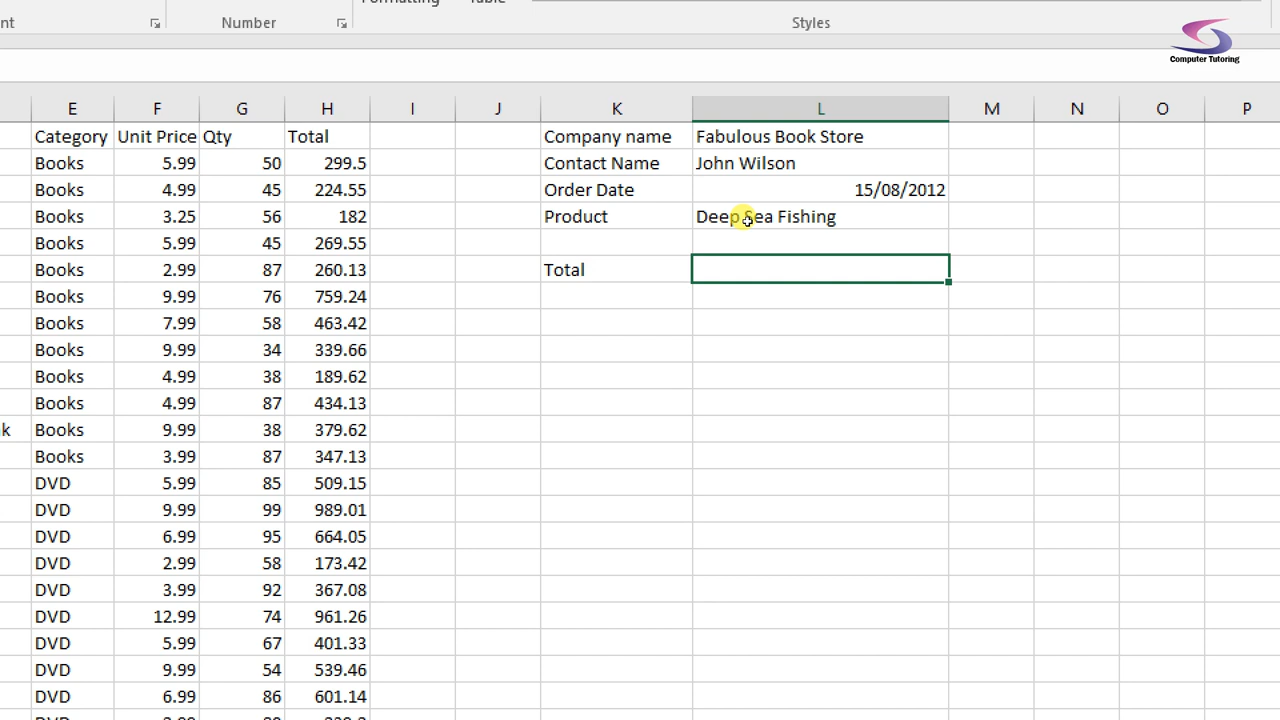 Formatting Table
nt Number Styles
Computer Tutoring
E F G H I J K L M N O P
Category Unit Price Qty Total Company name Fabulous Book Store
Books 5.99 50 299.5 Contact Name John Wilson
Books 4.99 45 224.55 Order Date 15/08/2012
Books 3.25 56 182 Product Deep Sea Fishing
Books 5.99 45 269.55
Books 2.99 87 260.13 Total
Books 9.99 76 759.24
Books 7.99 58 463.42
Books 9.99 34 339.66
Books 4.99 38 189.62
Books 4.99 87 434.13
k Books 9.99 38 379.62
Books 3.99 87 347.13
DVD 5.99 85 509.15
DVD 9.99 99 989.01
DVD 6.99 95 664.05
DVD 2.99 58 173.42
DVD 3.99 92 367.08
DVD 12.99 74 961.26
DVD 5.99 67 401.33
DVD 9.99 54 539.46
DVD 6.99 86 601.14